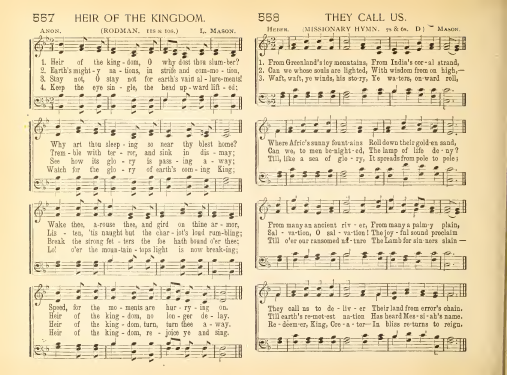 557 HEIR OF THE KINGDOM.
ANON. (RODMAN. 11s & 10s.) L. MASON.
1. Heir of the king-dom, O why dost thou slum-ber?
2. Earth's might-y na-tions, in strife and com-mo-tion,
3. Stay not, O stay not for earth's vain al-lure-ments!
4. Keep the eye sin-gle, the head up-ward lift-ed;
Why art thou sleep-ing so near thy blest home?
Trem-ble with ter-ror, and sink in dis-may;
See how its glo-ry is pass-ing a-way;
Watch for the glo-ry of earth's com-ing King;
Wake thee, a-rouse thee, and gird on thine ar-mor,
Lis-ten, 'tis naught but the char-iot's loud rum-bling;
Break the strong fet-ters the foe hath bound o'er thee;
Lo! o'er the moun-tain-tops light is now break-ing;
Speed, for the mo-ments are hur-ry-ing on.
Heir of the king-dom, no lon-ger de-lay.
Heir of the king-dom, turn, turn thee a-way.
Heir of the king-dom, re-joice ye and sing.
558 THEY CALL US.
HEBER. (MISSIONARY HYMN. 7s & 6s. D) MASON.
1. From Greenland's icy mountains, From India's cor-al strand,
2. Can we whose souls are lighted, With wisdom from on high,—
3. Waft, waft, ye winds, his sto-ry, Ye wa-ters, on-ward roll,
Where Afric's sunny fount-ains Roll down their gold-en sand,
Can we, to men be-night-ed, The lamp of life de-ny?
Till, like a sea of glo-ry, It spreads from pole to pole;
From many an ancient riv-er, From many a palm-y plain,
Sal-va-tion, O sal-va-tion! The joy-ful sound proclaim
Till o'er our ransomed na-ture The Lamb for sin-ners slain—
They call us to de-liv-er Their land from error's chain.
Till earth's re-mot-est na-tion Has heard Mes-si-ah's name.
Re-deem-er, King, Cre-a-tor— In bliss re-turns to reign.